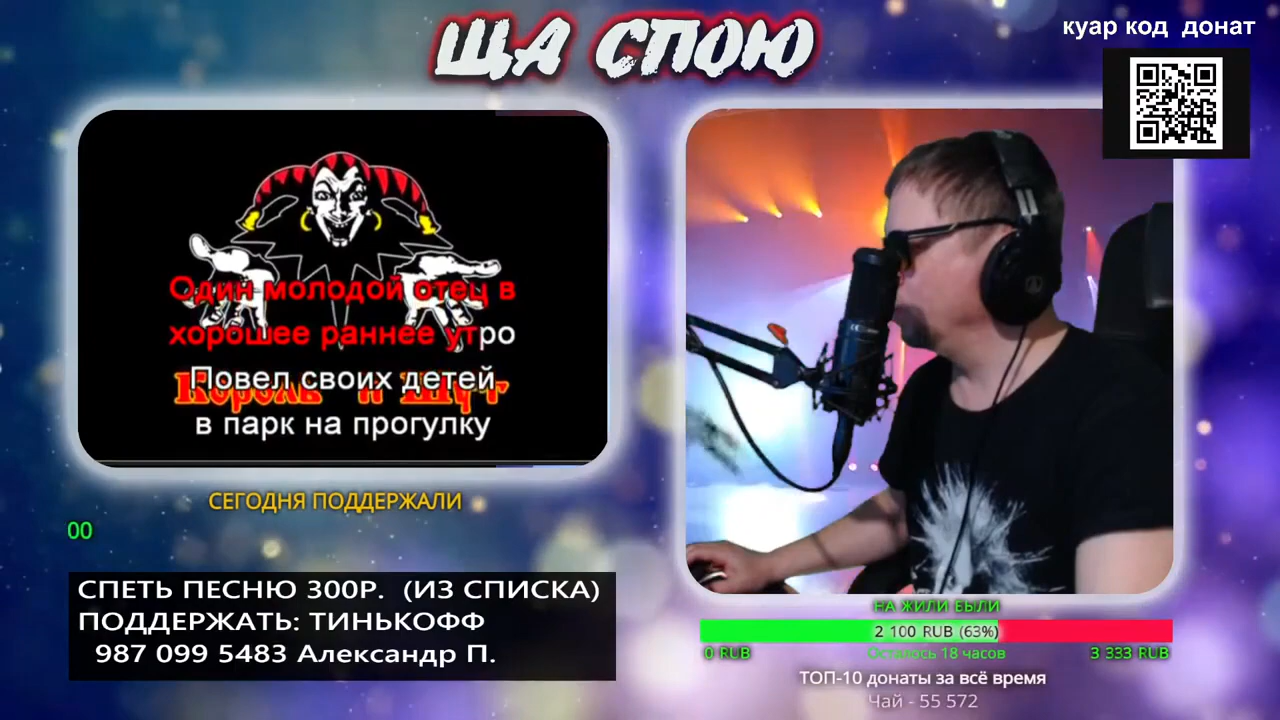 ЩА СПОЮ
куар код донат
Один молодой отец в
хорошее раннее утро
Повел своих детей
Король и Шут
в парк на прогулку
СЕГОДНЯ ПОДДЕРЖАЛИ
00
СПЕТЬ ПЕСНЮ 300Р. (ИЗ СПИСКА)
ПОДДЕРЖАТЬ: ТИНЬКОФФ
987 099 5483 Александр П.
НА ЖИЛИ БЫЛИ
2 100 RUB (63%)
0 RUB
Осталось 18 часов
3 333 RUB
ТОП-10 донаты за всё время
Чай - 55 572